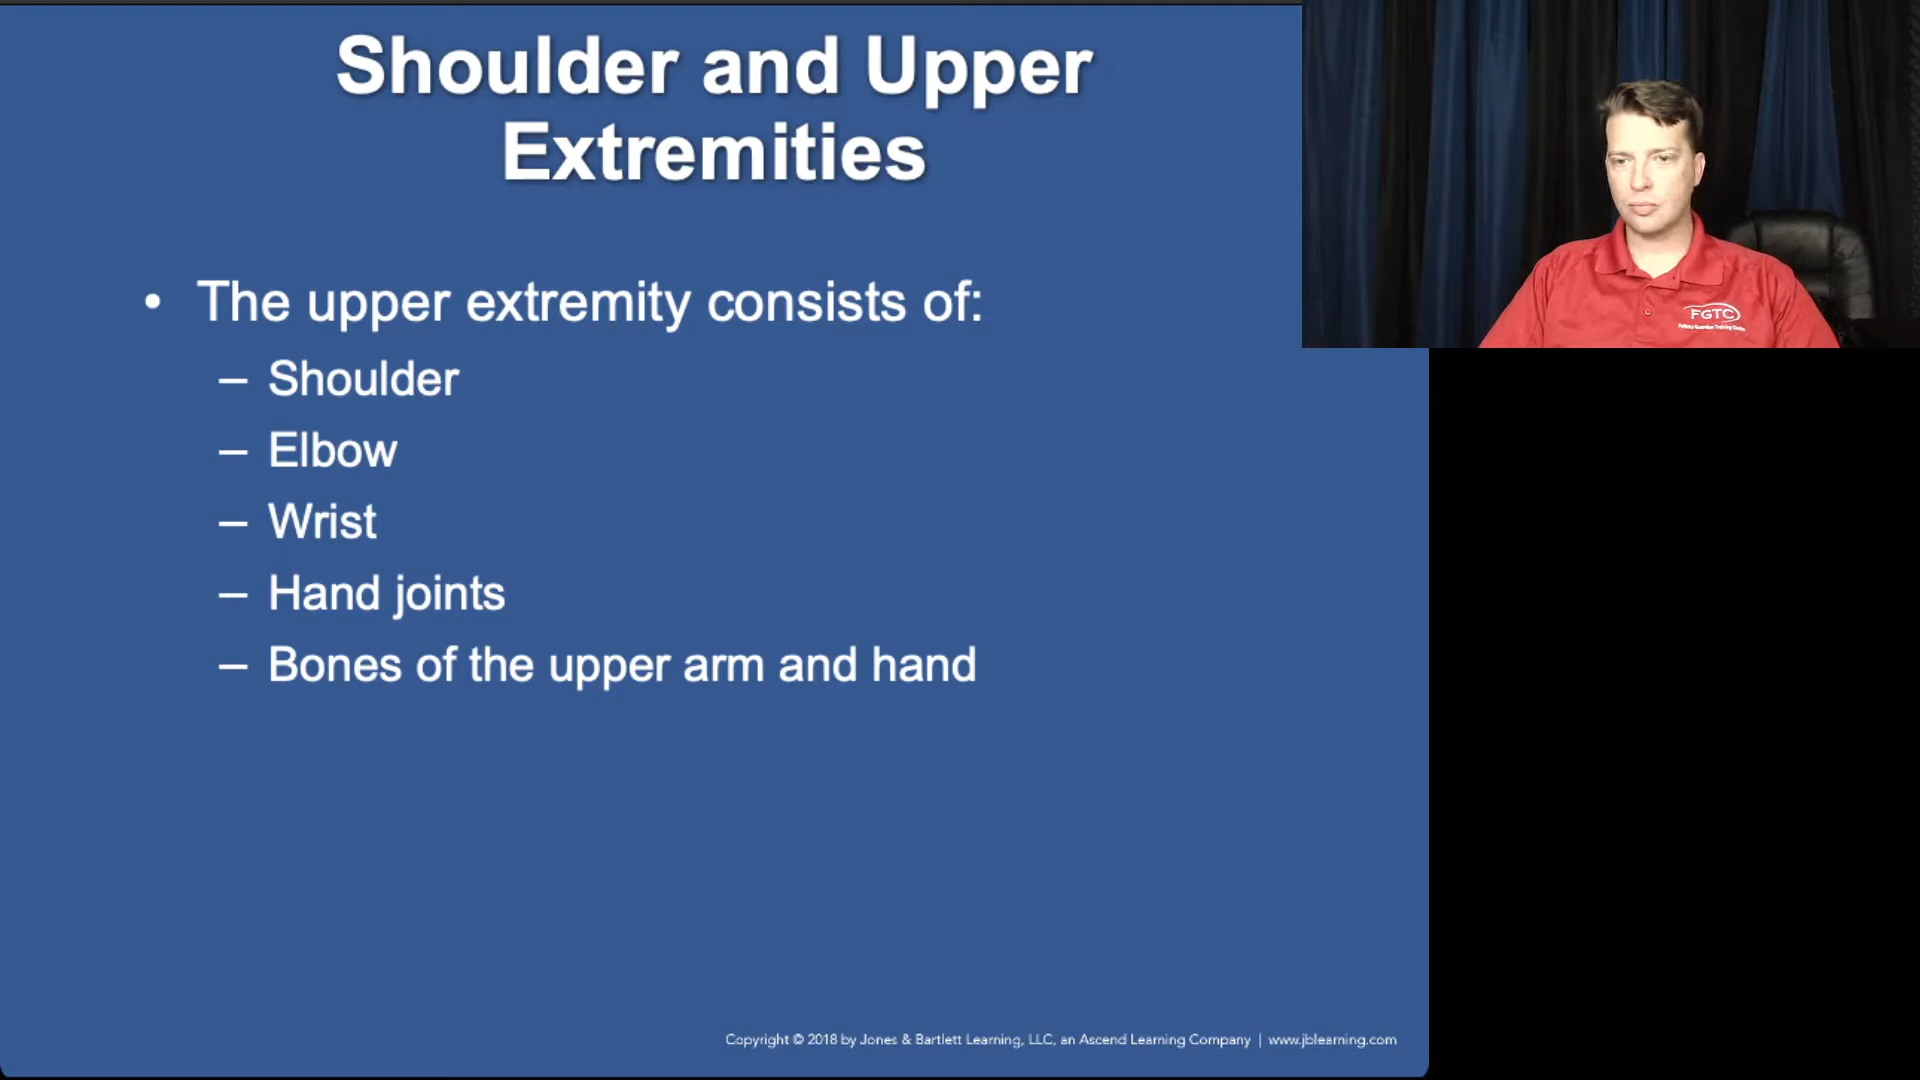 Shoulder and Upper
Extremities
• The upper extremity consists of:
– Shoulder
– Elbow
– Wrist
– Hand joints
– Bones of the upper arm and hand
FGTC
Copyright © 2018 by Jones & Bartlett Learning, LLC, an Ascend Learning Company | www.jblearning.com